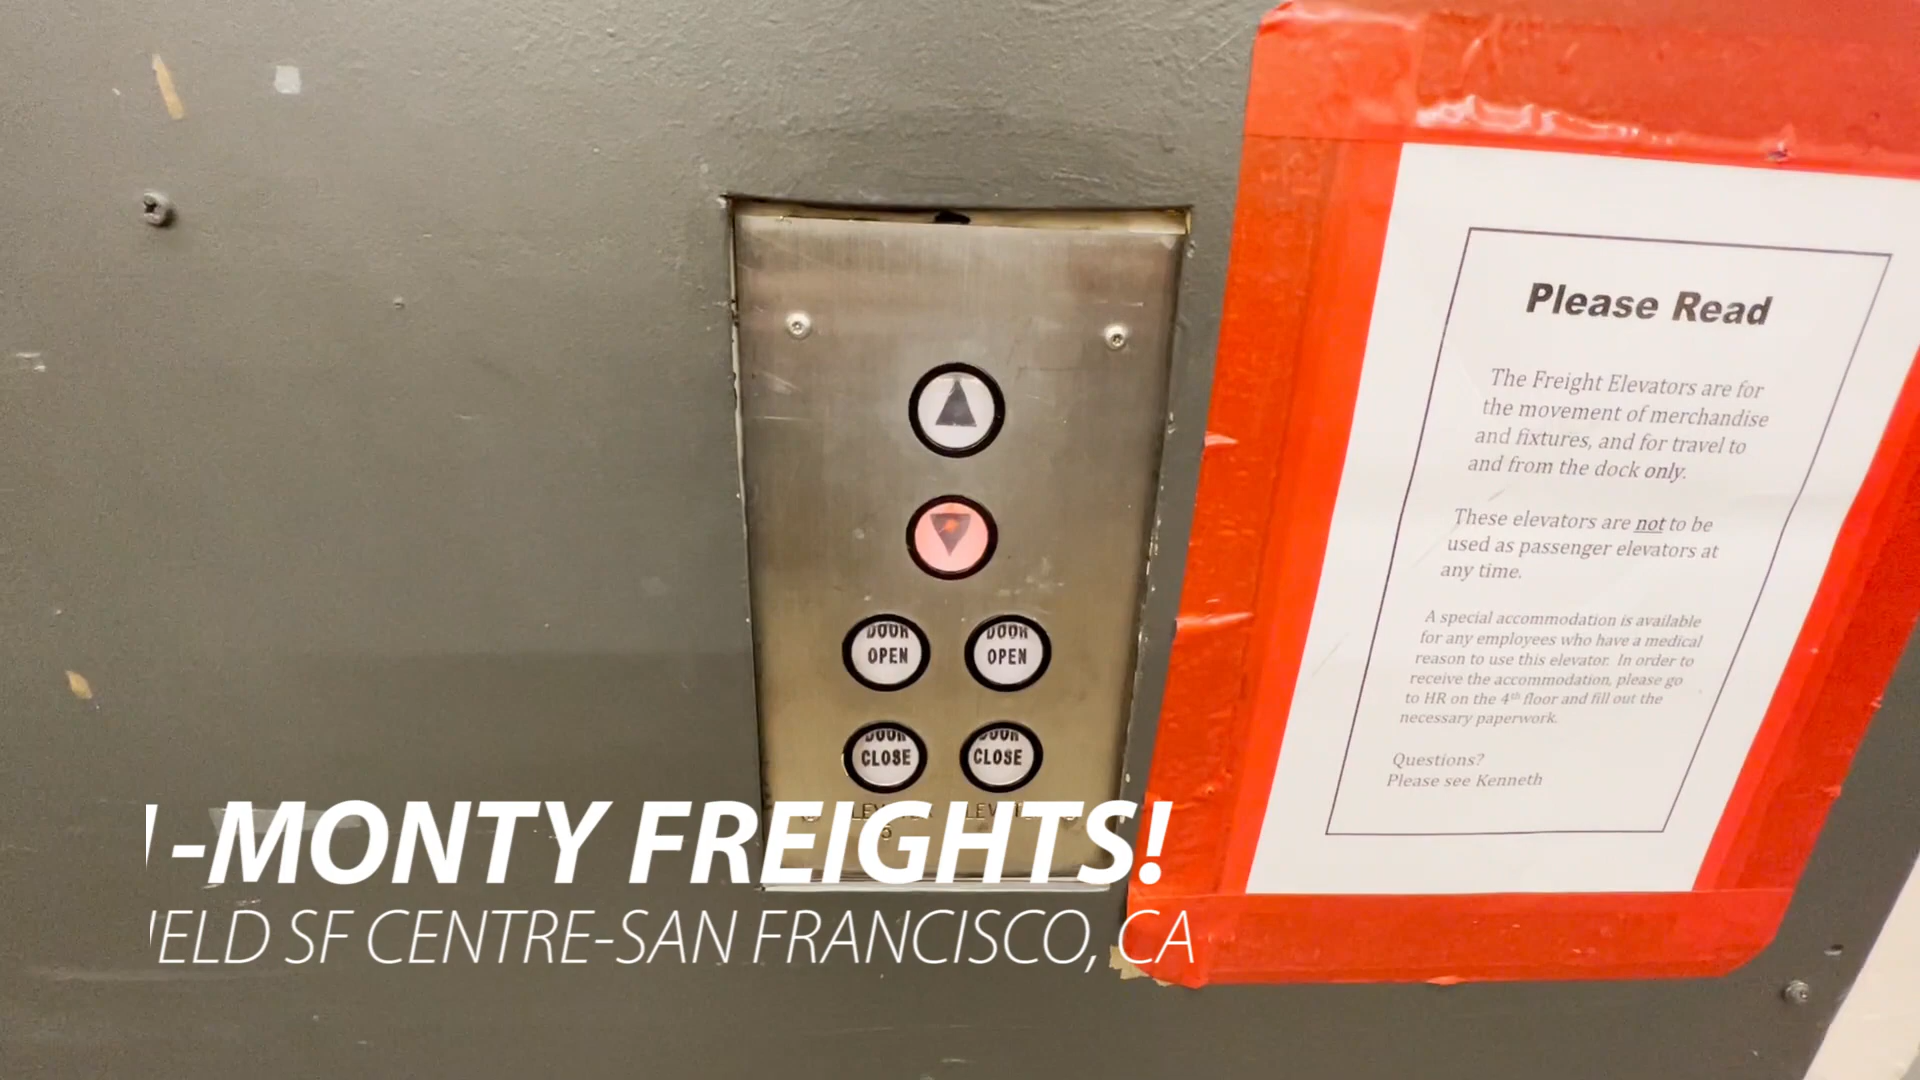 Please Read
The Freight Elevators are for
the movement of merchandise
and fixtures, and for travel to
and from the dock only.
These elevators are not to be
used as passenger elevators at
any time.
A special accommodation is available
for any employees who have a medical
reason to use this elevator. In order to
receive the accommodation, please go
to HR on the 4th floor and fill out the
necessary paperwork.
Questions?
Please see Kenneth
DOOR
OPEN
DOOR
OPEN
DOOR
CLOSE
DOOR
CLOSE
-MONTY FREIGHTS!
IELD SF CENTRE-SAN FRANCISCO, CA